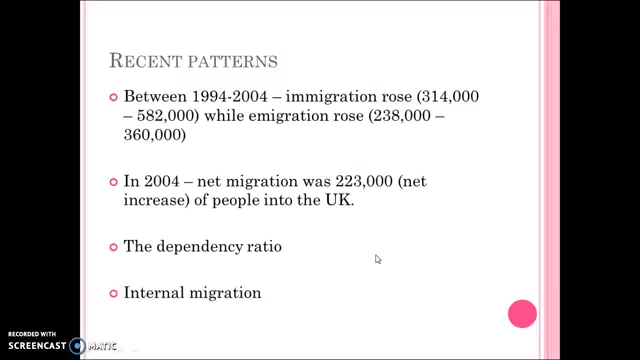 RECENT PATTERNS
Between 1994-2004 – immigration rose (314,000
– 582,000) while emigration rose (238,000 –
360,000)
In 2004 – net migration was 223,000 (net
increase) of people into the UK.
The dependency ratio
Internal migration
RECORDED WITH
SCREENCAST MATIC